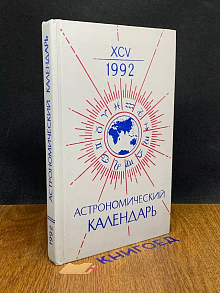 XCV
1992
АСТРОНОМИЧЕСКИЙ
КАЛЕНДАРЬ
АСТРОНОМИЧЕСКИЙ КАЛЕНДАРЬ
1992
КНИГОЕД